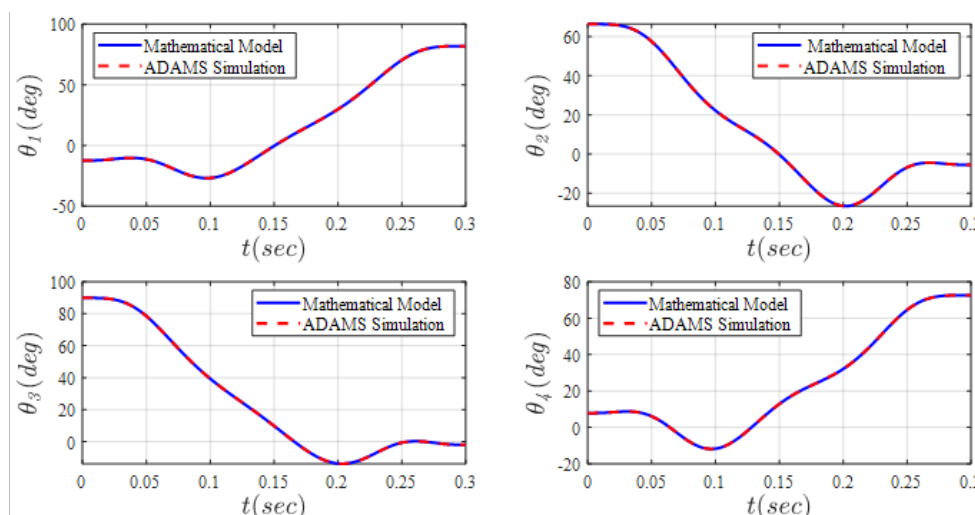 100
50
0
-50
θ1(deg)
Mathematical Model
ADAMS Simulation
0 0.05 0.1 0.15 0.2 0.25 0.3
t(sec)
60
40
20
0
-20
θ2(deg)
Mathematical Model
ADAMS Simulation
0 0.05 0.1 0.15 0.2 0.25 0.3
t(sec)
100
80
60
40
20
0
θ3(deg)
Mathematical Model
ADAMS Simulation
0 0.05 0.1 0.15 0.2 0.25 0.3
t(sec)
80
60
40
20
0
-20
θ4(deg)
Mathematical Model
ADAMS Simulation
0 0.05 0.1 0.15 0.2 0.25 0.3
t(sec)